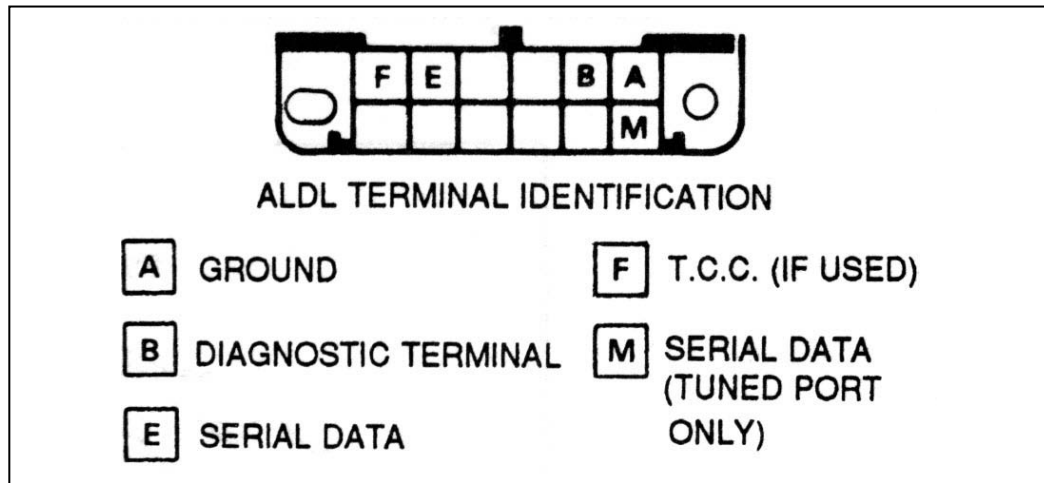 F E B A
M
ALDL TERMINAL IDENTIFICATION
A GROUND
B DIAGNOSTIC TERMINAL
E SERIAL DATA
F T.C.C. (IF USED)
M SERIAL DATA
(TUNED PORT
ONLY)